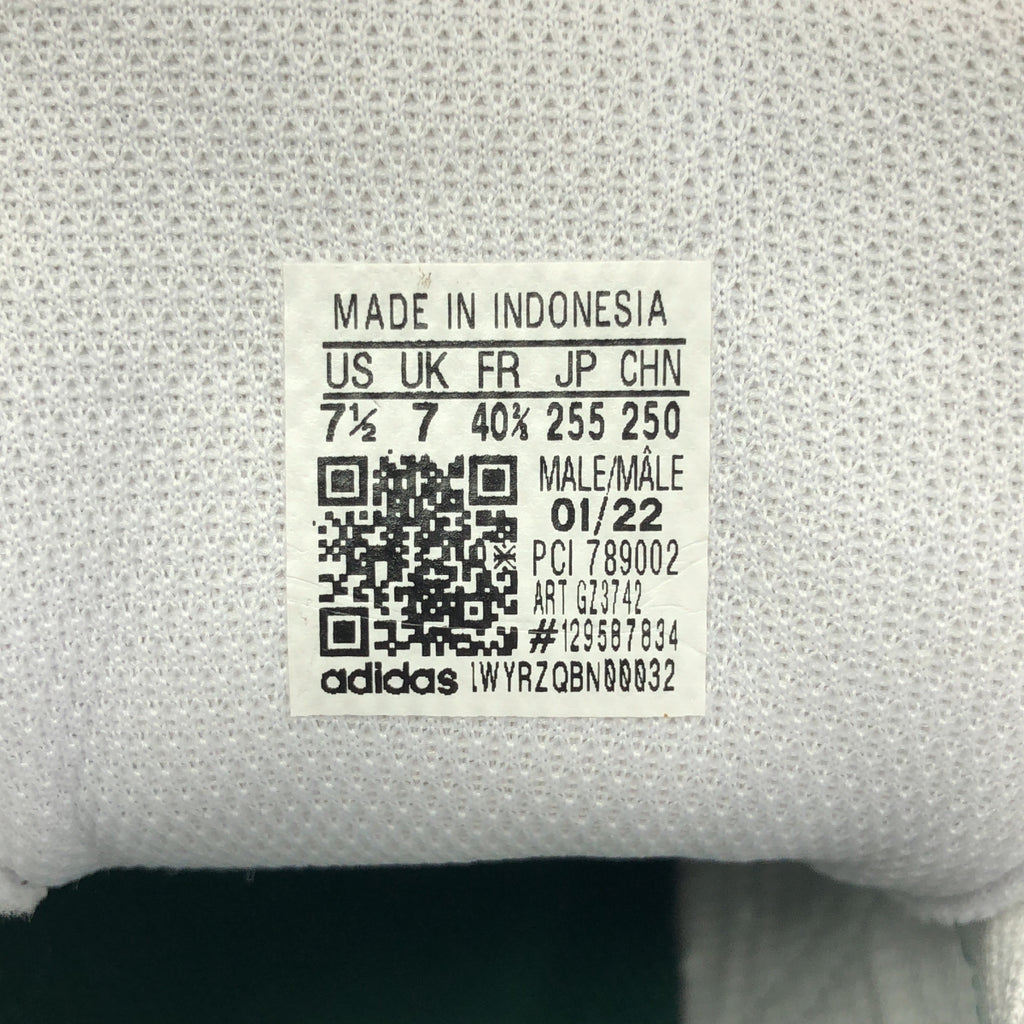 MADE IN INDONESIA
US UK FR JP CHN
7½ 7 40⅔ 255 250
MALE/MÂLE
01/22
PCI 789002
ART GZ3742
#129587834
adidas 1WYRZQBN00032